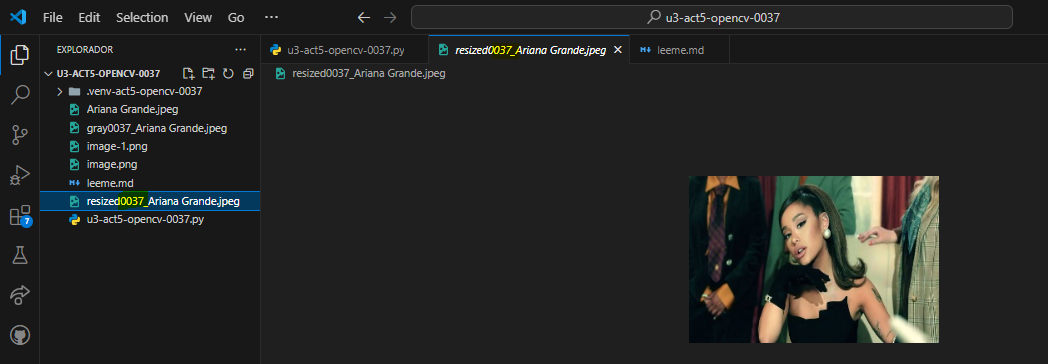 File Edit Selection View Go ··· u3-act5-opencv-0037
EXPLORADOR ··· u3-act5-opencv-0037.py resized0037_Ariana Grande.jpeg leeme.md
U3-ACT5-OPENCV-0037 resized0037_Ariana Grande.jpeg
.venv-act5-opencv-0037
Ariana Grande.jpeg
gray0037_Ariana Grande.jpeg
image-1.png
image.png
leeme.md
resized0037_Ariana Grande.jpeg
u3-act5-opencv-0037.py
7